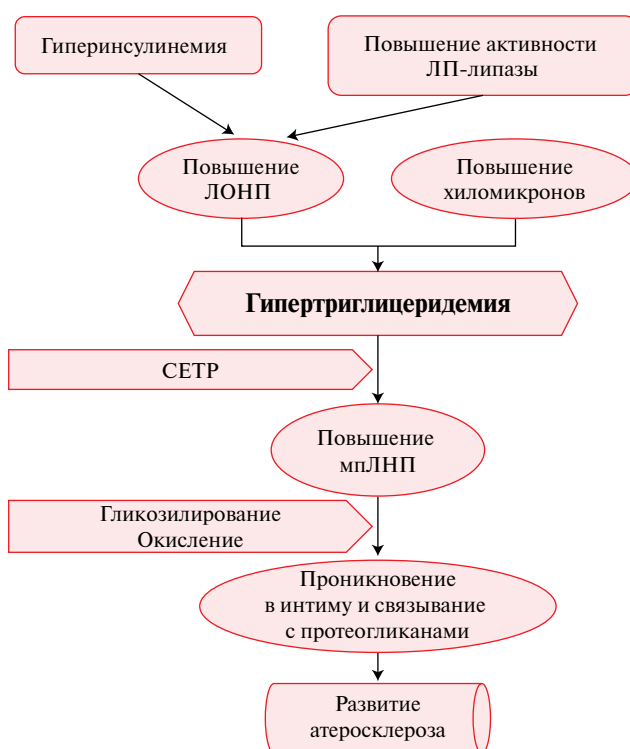 Гиперинсулинемия
Повышение активности
ЛП-липазы
Повышение
ЛОНП
Повышение
хиломикронов
Гипертриглицеридемия
СЕТР
Повышение
мпЛНП
Гликозилирование
Окисление
Проникновение
в интиму и связывание
с протеогликанами
Развитие
атеросклероза